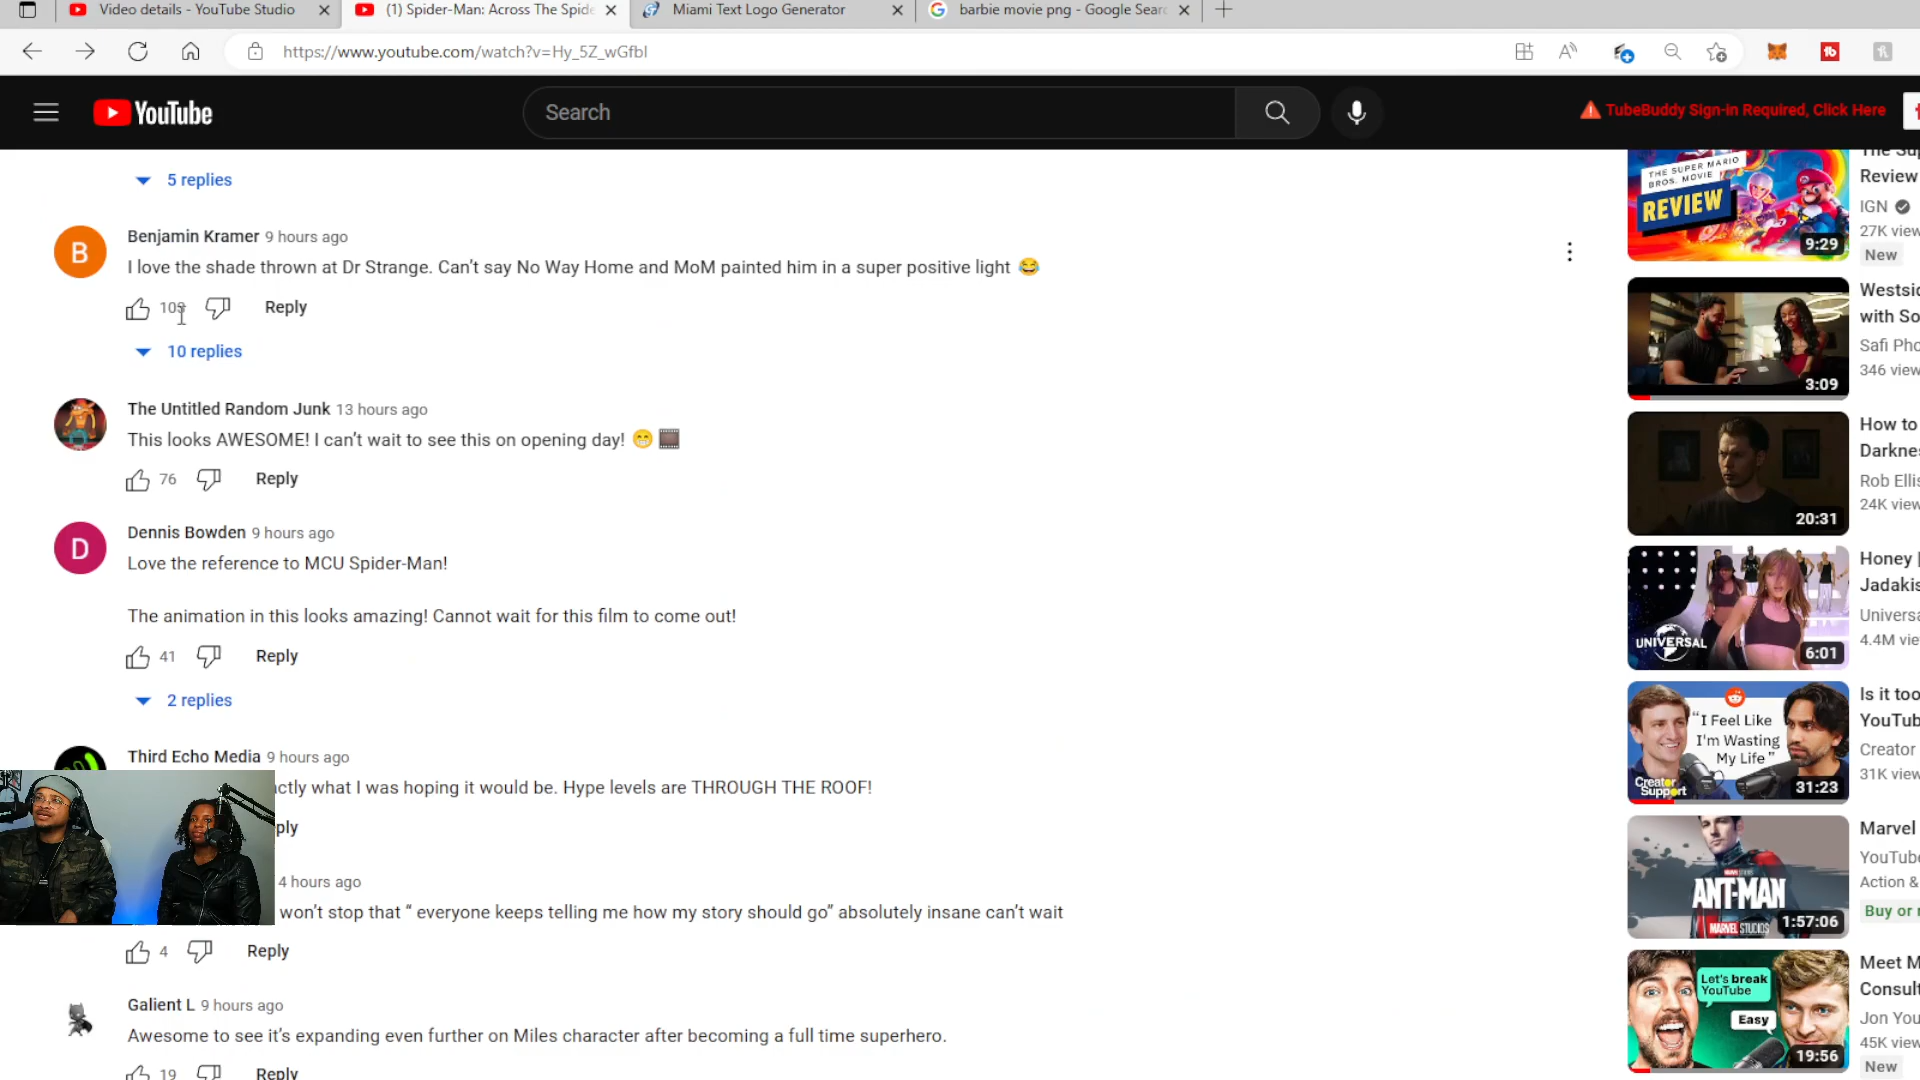 Video details - YouTube Studio
(1) Spider-Man: Across The Spide
Miami Text Logo Generator
barbie movie png - Google Searc
https://www.youtube.com/watch?v=Hy_5Z_wGfbI
YouTube
Search
TubeBuddy Sign-in Required, Click Here
5 replies
Benjamin Kramer 9 hours ago
I love the shade thrown at Dr Strange. Can't say No Way Home and MoM painted him in a super positive light 😂
Reply
10 replies
The Untitled Random Junk 13 hours ago
This looks AWESOME! I can't wait to see this on opening day! 😁 🎞
76 Reply
Dennis Bowden 9 hours ago
Love the reference to MCU Spider-Man!
The animation in this looks amazing! Cannot wait for this film to come out!
41 Reply
2 replies
Third Echo Media 9 hours ago
ctly what I was hoping it would be. Hype levels are THROUGH THE ROOF!
ply
4 hours ago
won't stop that “ everyone keeps telling me how my story should go” absolutely insane can't wait
4 Reply
Galient L 9 hours ago
Awesome to see it's expanding even further on Miles character after becoming a full time superhero.
19 Reply
THE SUPER MARIO
BROS. MOVIE
REVIEW
9:29
Review
IGN
27K view
New
3:09
Westsid
with So
Safi Pho
346 view
20:31
How to
Darknes
Rob Ellis
24K view
UNIVERSAL
6:01
Honey |
Jadakis
Universa
4.4M vie
“I Feel Like
I'm Wasting
My Life”
Creator
Support
31:23
Is it too
YouTub
Creator
31K view
ANT-MAN
MARVEL STUDIOS
1:57:06
Marvel
YouTube
Action &
Buy or r
Let's break
YouTube
Easy
19:56
Meet M
Consult
Jon You
45K view
New